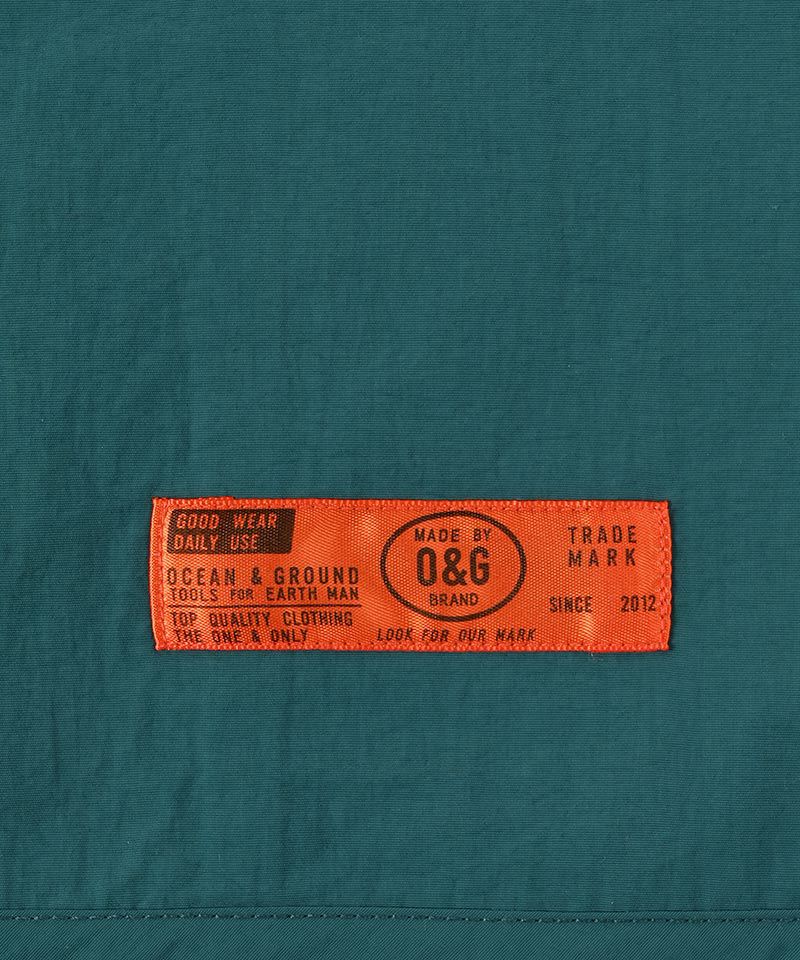 GOOD WEAR
DAILY USE
OCEAN & GROUND
TOOLS FOR EARTH MAN
TOP QUALITY CLOTHING
THE ONE & ONLY
MADE BY
O&G
BRAND
LOOK FOR OUR MARK
TRADE
MARK
SINCE 2012